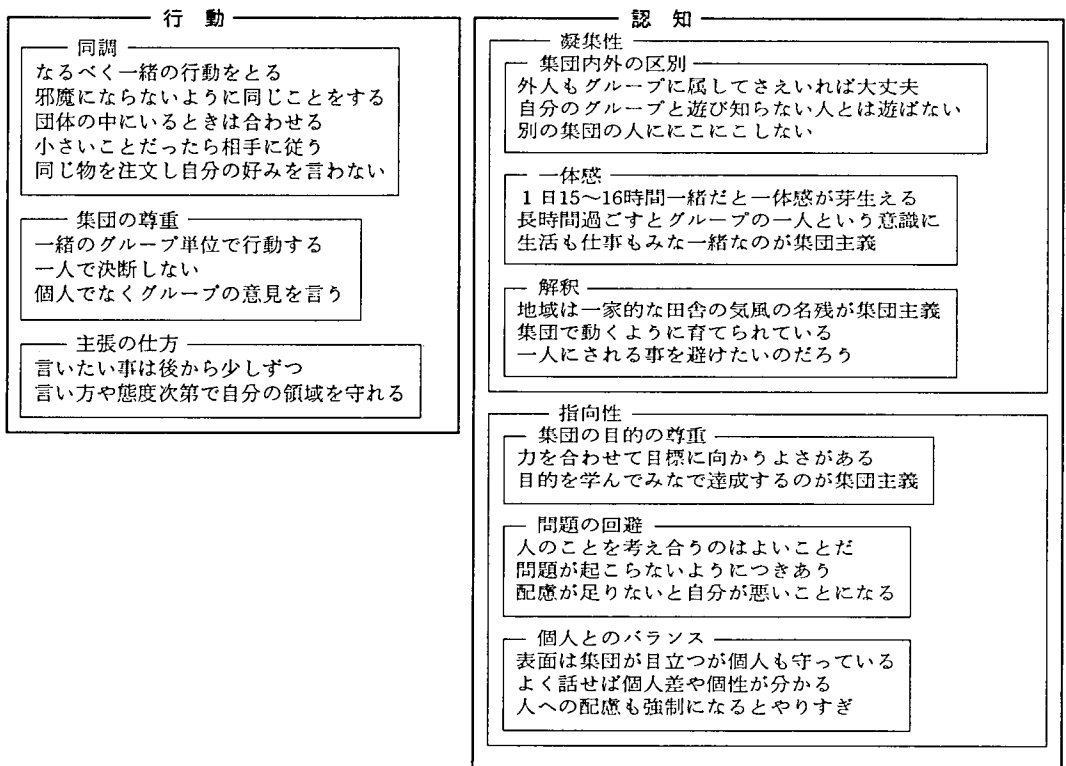 行動
同調
なるべく一緒の行動をとる
邪魔にならないように同じことをする
団体の中にいるときは合わせる
小さいことだったら相手に従う
同じ物を注文し自分の好みを言わない
集団の尊重
一緒のグループ単位で行動する
一人で決断しない
個人でなくグループの意見を言う
主張の仕方
言いたい事は後から少しずつ
言い方や態度次第で自分の領域を守れる
認知
凝集性
集団内外の区別
外人もグループに属してさえいれば大丈夫
自分のグループと遊び知らない人とは遊ばない
別の集団の人ににこにこしない
一体感
1日15〜16時間一緒だと一体感が芽生える
長時間過ごすとグループの一人という意識に
生活も仕事もみな一緒なのが集団主義
解釈
地域は一家的な田舎の気風の名残が集団主義
集団で動くように育てられている
一人にされる事を避けたいのだろう
指向性
集団の目的の尊重
力を合わせて目標に向かうよさがある
目的を学んでみなで達成するのが集団主義
問題の回避
人のことを考え合うのはよいことだ
問題が起こらないようにつきあう
配慮が足りないと自分が悪いことになる
個人とのバランス
表面は集団が目立つが個人も守っている
よく話せば個人差や個性が分かる
人への配慮も強制になるとやりすぎ